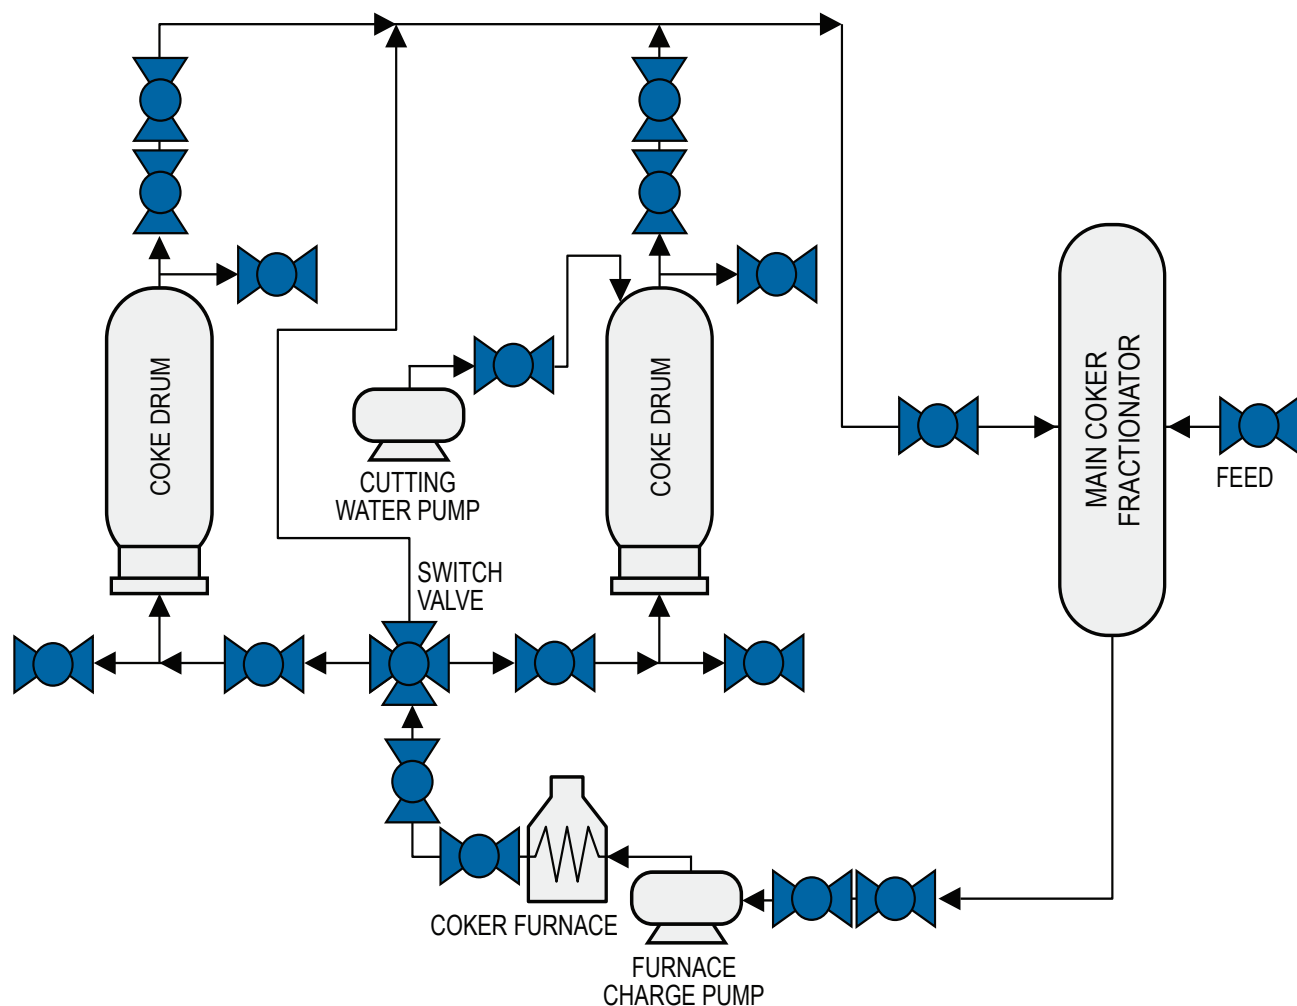 COKE DRUM
CUTTING
WATER PUMP
COKE DRUM
MAIN COKER
FRACTIONATOR
FEED
SWITCH
VALVE
COKER FURNACE
FURNACE
CHARGE PUMP